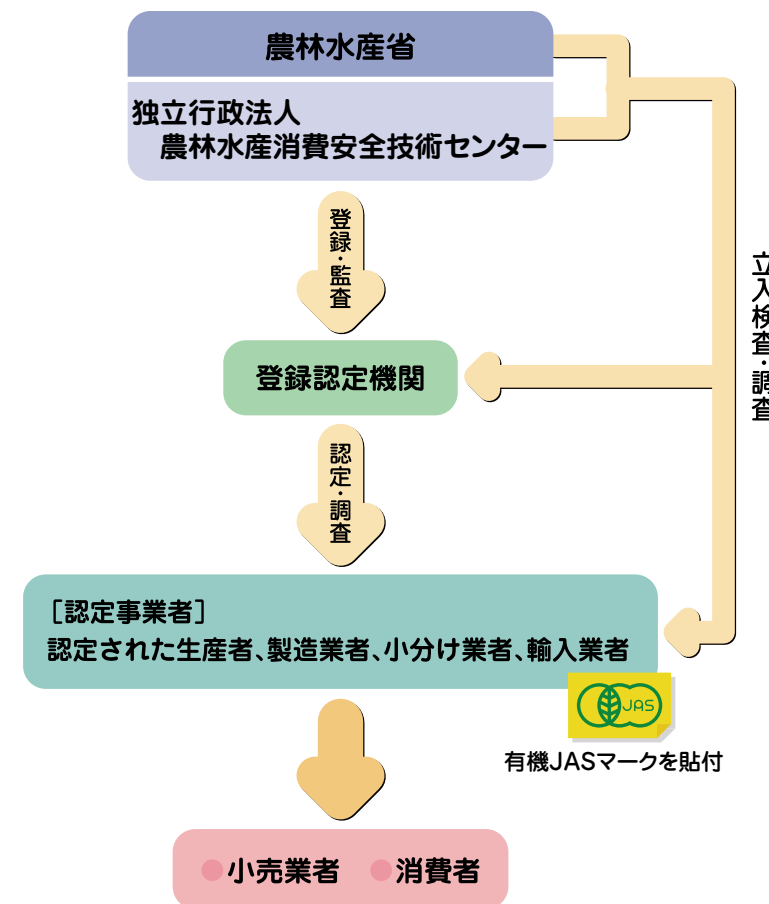 農林水産省
独立行政法人
農林水産消費安全技術センター
登録・監査
立入検査・調査
登録認定機関
認定・調査
［認定事業者］
認定された生産者、製造業者、小分け業者、輸入業者
JAS
有機JASマークを貼付
●小売業者 ●消費者